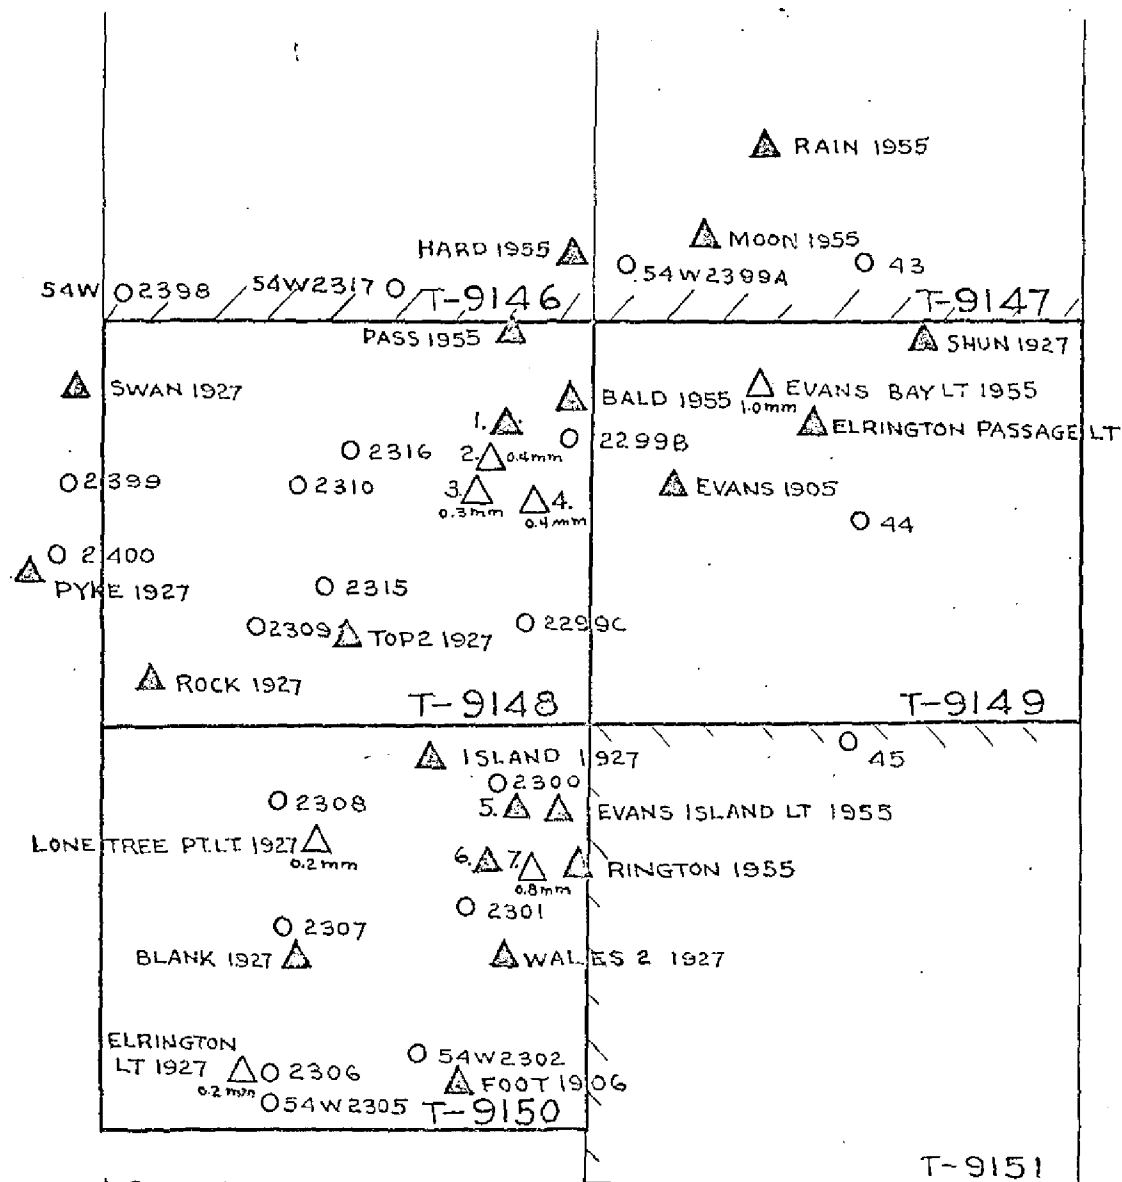 RAIN 1955
MOON 1955
HARD 1955
54W2399A
43
54W 2398
54W2317
T-9146
T-9147
PASS 1955
SHUN 1927
SWAN 1927
BALD 1955
EVANS BAY LT 1955
1.0mm
ELRINGTON PASSAGE LT
1.
2316
2.
0.4mm
2299B
2399
2310
3.
0.3mm
4.
0.4mm
EVANS 1905
44
2400
PYKE 1927
2315
2309
TOP2 1927
2299C
ROCK 1927
T-9148
T-9149
ISLAND 1927
45
2300
2308
5.
EVANS ISLAND LT 1955
LONE TREE PT.LT. 1927
0.2mm
6.
7.
0.8mm
RINGTON 1955
2301
2307
BLANK 1927
WALES 2 1927
ELRINGTON
LT 1927
0.2mm
2306
54W2302
FOOT 1906
54W2305
T-9150
T-9151